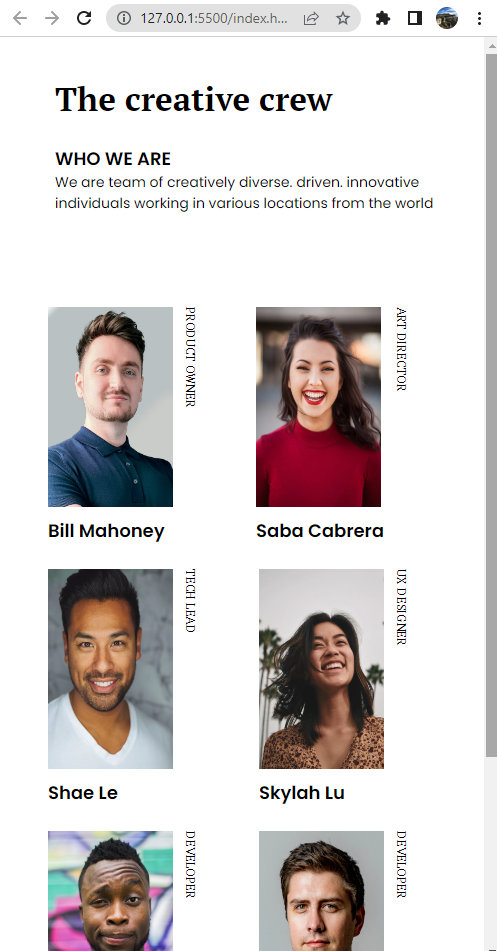 127.0.0.1:5500/index.h...
The creative crew
WHO WE ARE
We are team of creatively diverse. driven. innovative
individuals working in various locations from the world
PRODUCT OWNER
Bill Mahoney
ART DIRECTOR
Saba Cabrera
TECH LEAD
Shae Le
UX DESIGNER
Skylah Lu
DEVELOPER
DEVELOPER